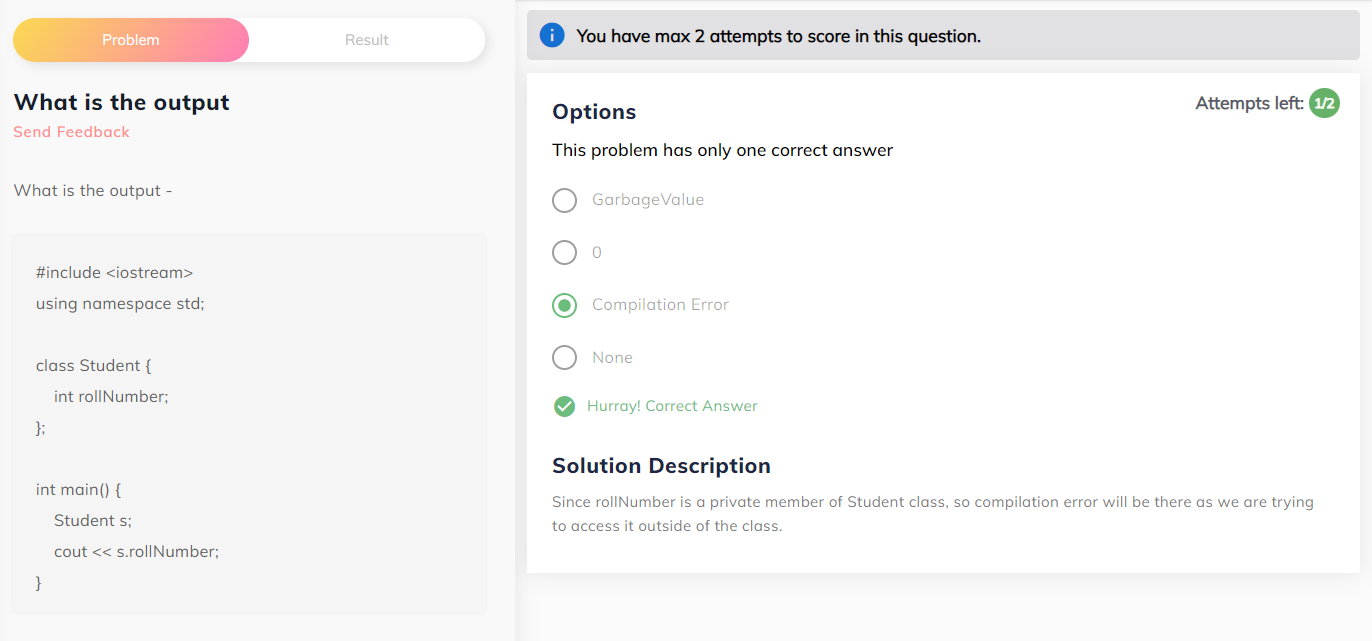 Problem
Result
What is the output
Send Feedback
What is the output -
#include <iostream>
using namespace std;
class Student {
int rollNumber;
};
int main() {
Student s;
cout << s.rollNumber;
}
i
You have max 2 attempts to score in this question.
Options
Attempts left: 1/2
This problem has only one correct answer
GarbageValue
0
Compilation Error
None
Hurray! Correct Answer
Solution Description
Since rollNumber is a private member of Student class, so compilation error will be there as we are trying
to access it outside of the class.